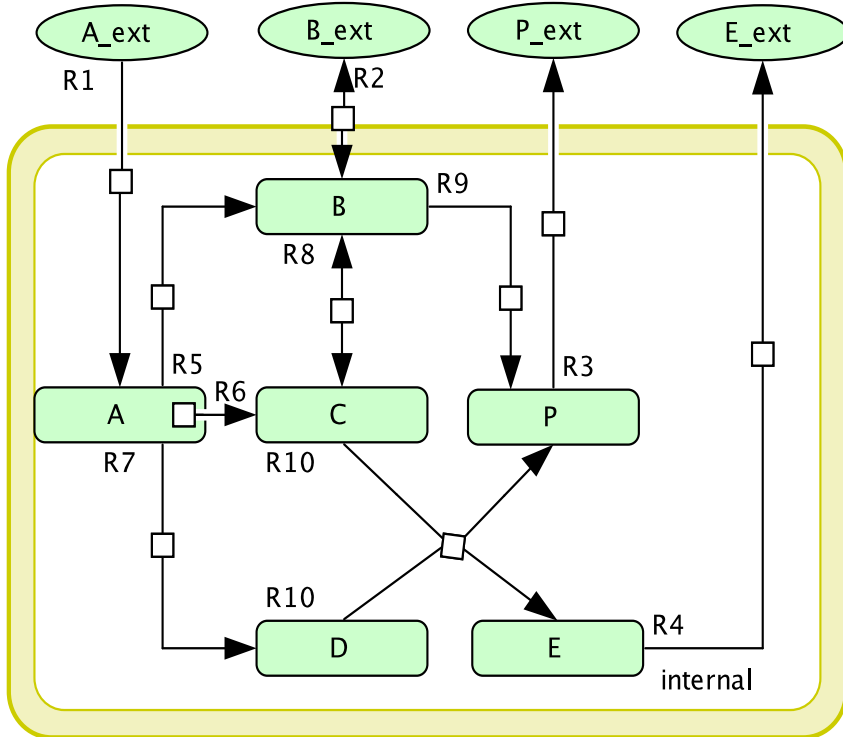 A_ext
B_ext
P_ext
E_ext
R1
R2
B
R9
R8
R5
R6
R3
A
C
P
R7
R10
R10
D
E
R4
internal